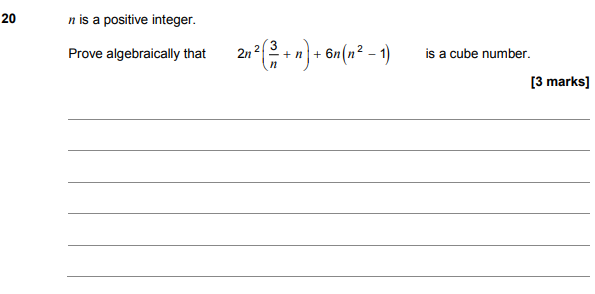 20 n is a positive integer.
Prove algebraically that 2n²(3/n + n) + 6n(n² − 1) is a cube number.
[3 marks]